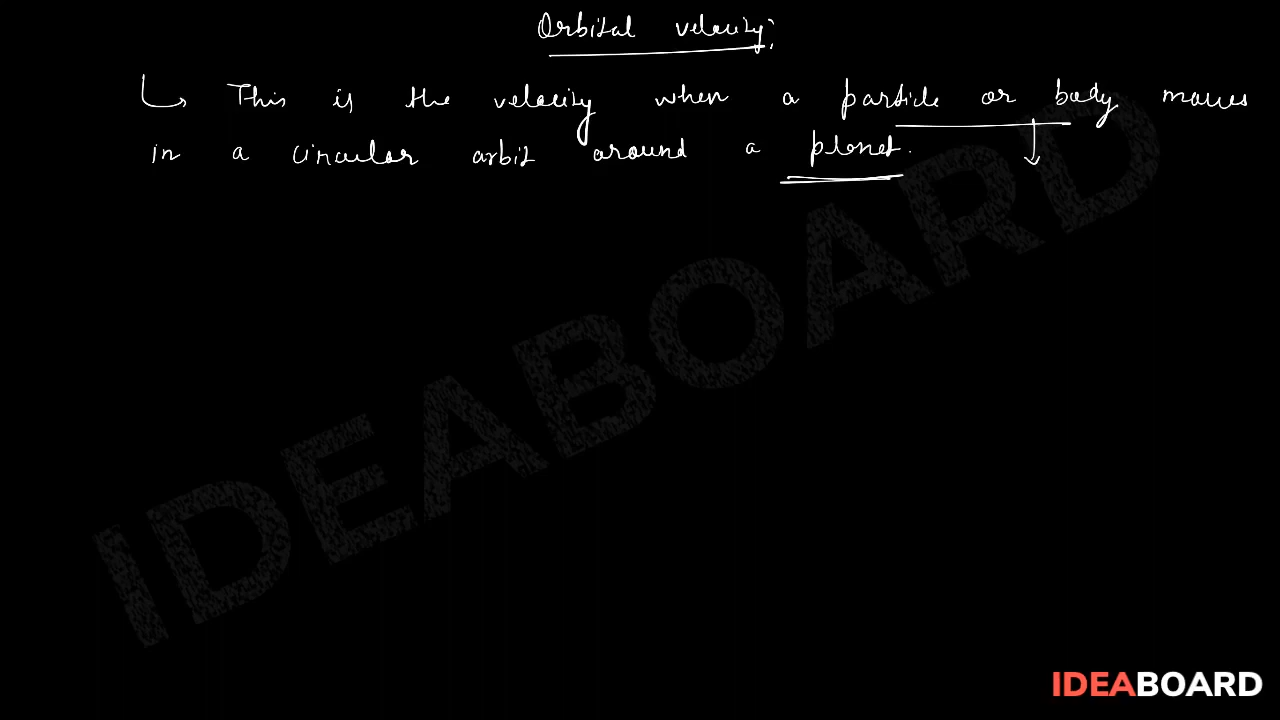 Orbital velocity:
↳ This is the velocity when a particle or body moves
in a circular orbit around a planet.
IDEABOARD
IDEABOARD